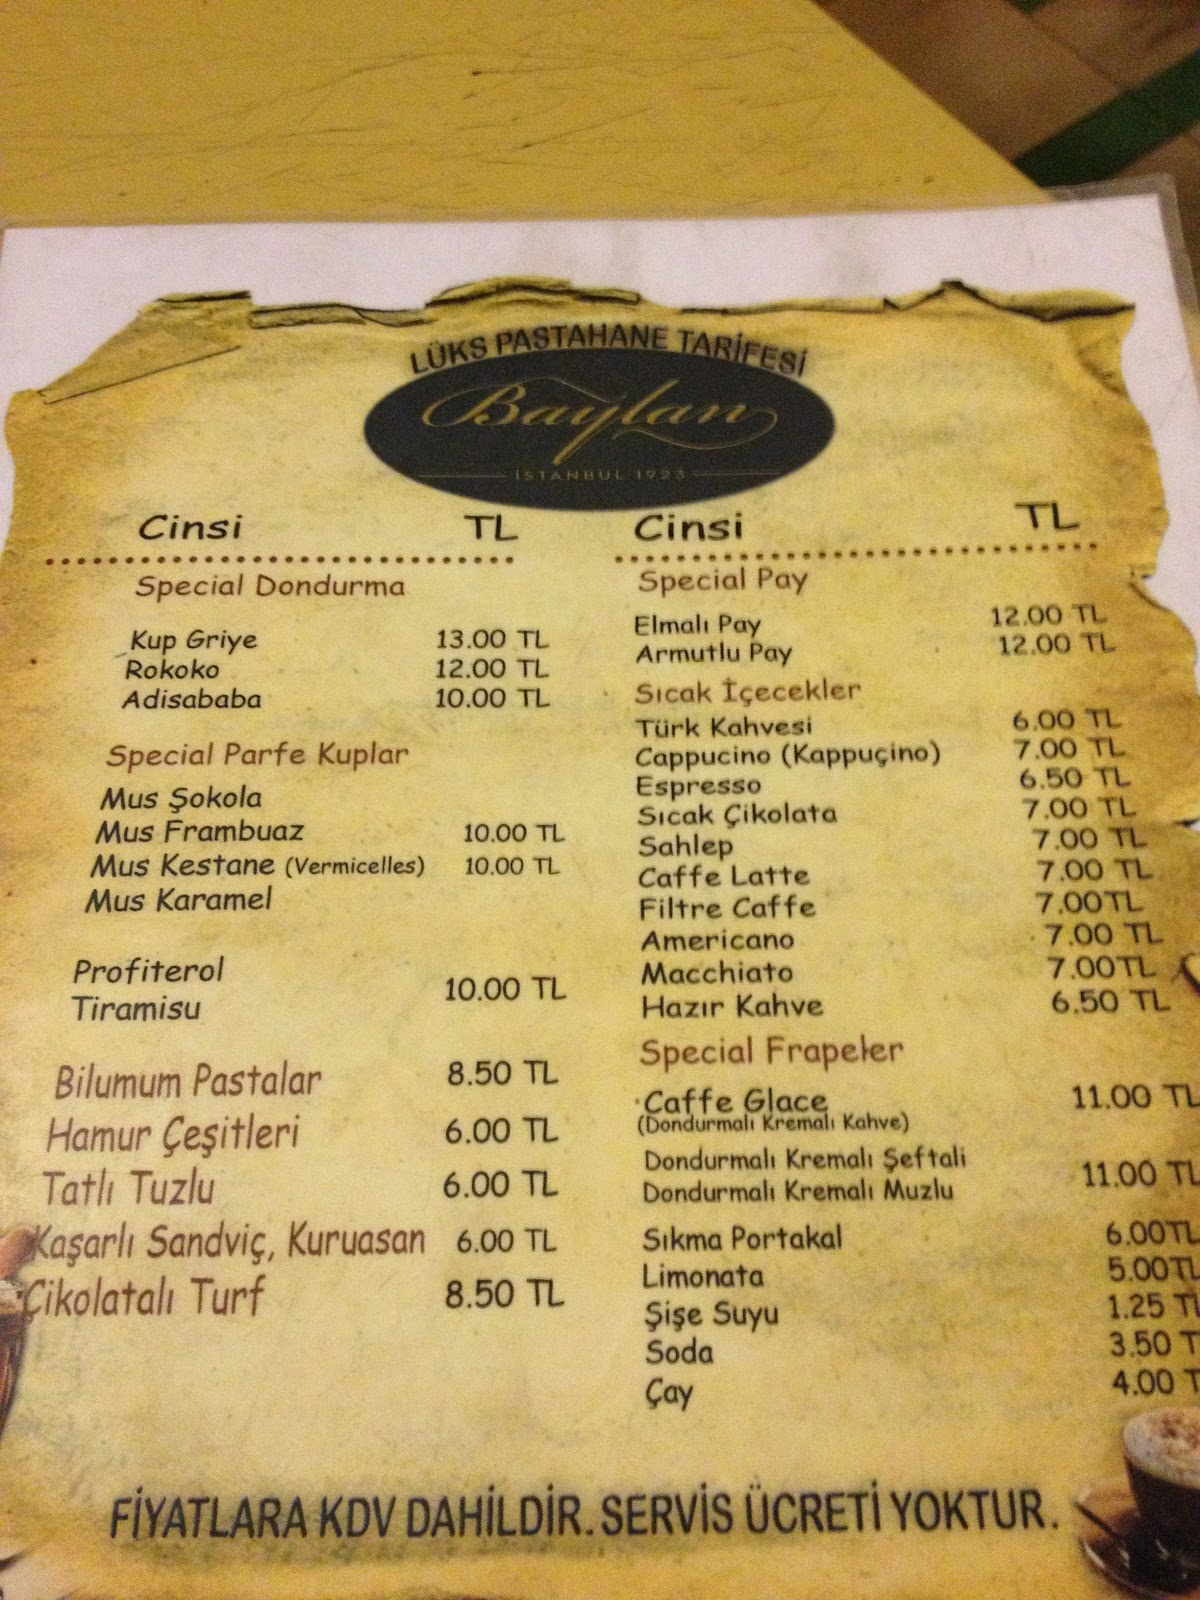 LÜKS PASTAHANE TARİFESİ
Baylan
İSTANBUL 1923
Cinsi TL
Special Dondurma
Kup Griye 13.00 TL
Rokoko 12.00 TL
Adisababa 10.00 TL
Special Parfe Kuplar
Mus Şokola
Mus Frambuaz 10.00 TL
Mus Kestane (Vermicelles) 10.00 TL
Mus Karamel
Profiterol
10.00 TL
Tiramisu
Bilumum Pastalar 8.50 TL
Hamur Çeşitleri 6.00 TL
Tatlı Tuzlu 6.00 TL
Kaşarlı Sandviç, Kuruasan 6.00 TL
Çikolatalı Turf 8.50 TL
Cinsi TL
Special Pay
Elmalı Pay 12.00 TL
Armutlu Pay 12.00 TL
Sıcak İçecekler
Türk Kahvesi 6.00 TL
Cappucino (Kappuçino) 7.00 TL
Espresso 6.50 TL
Sıcak Çikolata 7.00 TL
Sahlep 7.00 TL
Caffe Latte 7.00 TL
Filtre Caffe 7.00TL
Americano 7.00 TL
Macchiato 7.00TL
Hazır Kahve 6.50 TL
Special Frapeler
Caffe Glace 11.00 TL
(Dondurmalı Kremalı Kahve)
Dondurmalı Kremalı Şeftali
11.00 TL
Dondurmalı Kremalı Muzlu
Sıkma Portakal 6.00TL
Limonata 5.00TL
Şişe Suyu 1.25 TL
Soda 3.50 T
Çay 4.00 T
FİYATLARA KDV DAHİLDİR. SERVİS ÜCRETİ YOKTUR.